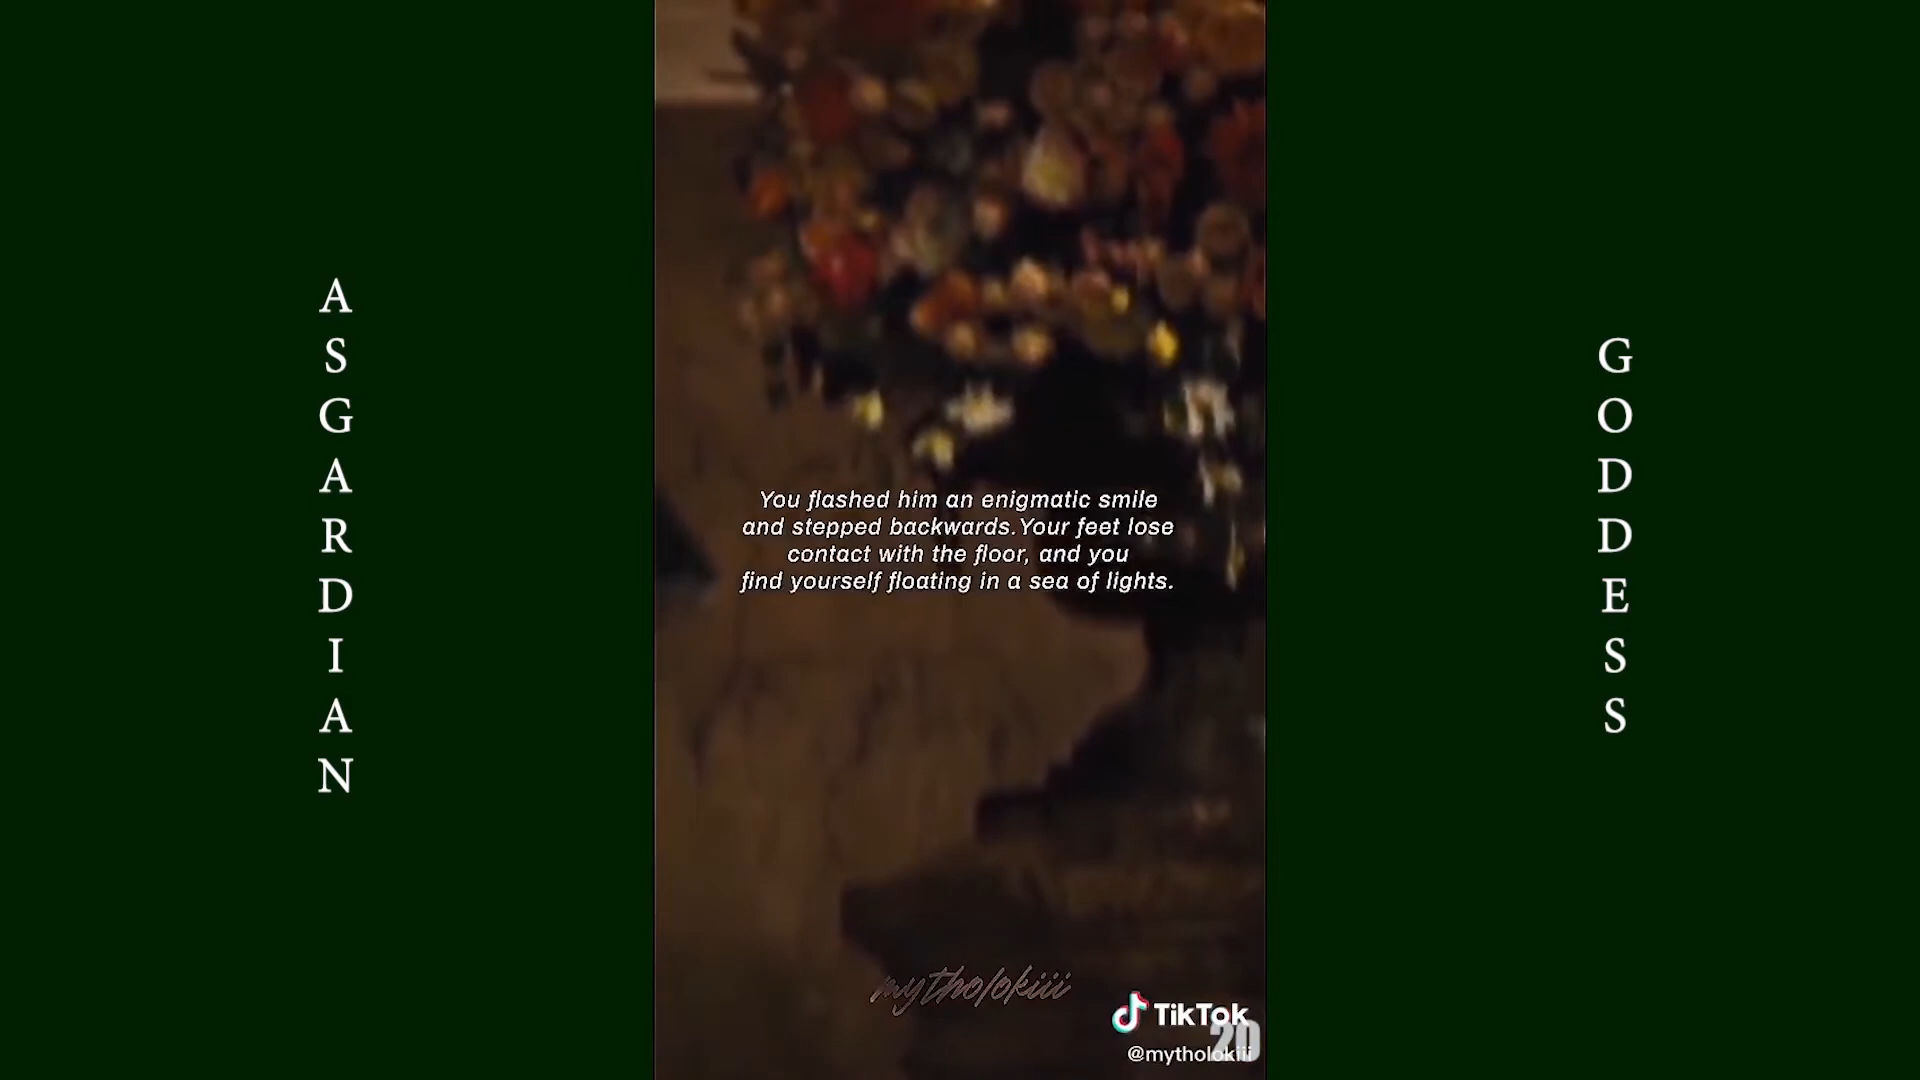 ASGARDIAN
You flashed him an enigmatic smile
and stepped backwards.Your feet lose
contact with the floor, and you
find yourself floating in a sea of lights.
GODDESS
mytholokiii
TikTok
20
@mytholokiii